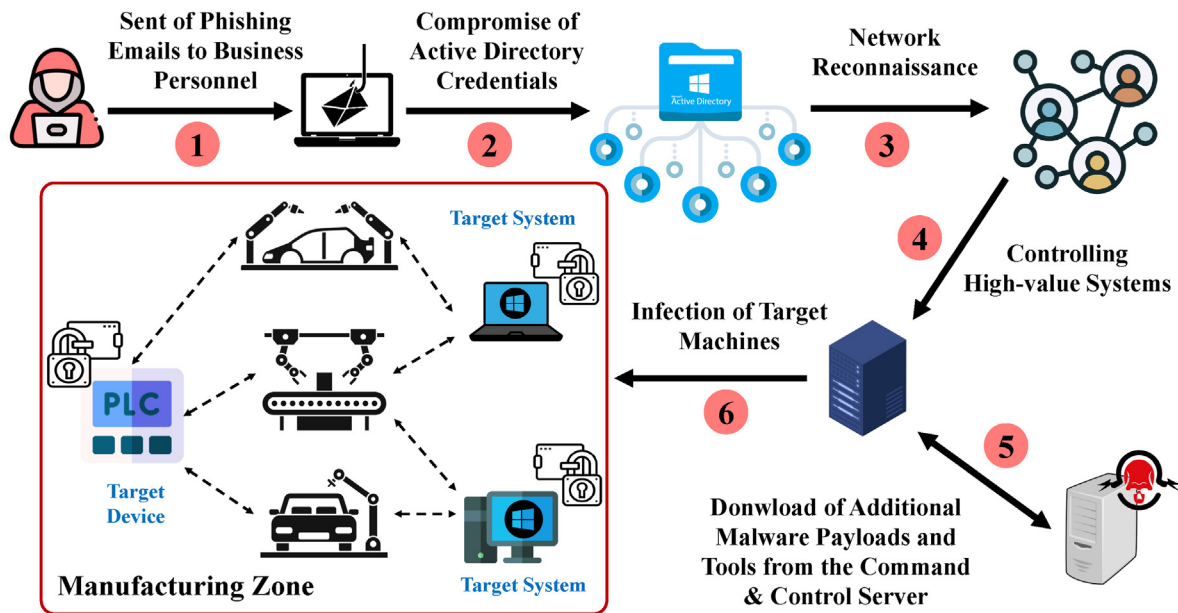 Sent of Phishing
Emails to Business
Personnel
1
Compromise of
Active Directory
Credentials
2
Active Directory
Network
Reconnaissance
3
4
Controlling
High-value Systems
5
Donwload of Additional
Malware Payloads and
Tools from the Command
& Control Server
Infection of Target
Machines
6
Target System
PLC
Target
Device
Target System
Manufacturing Zone